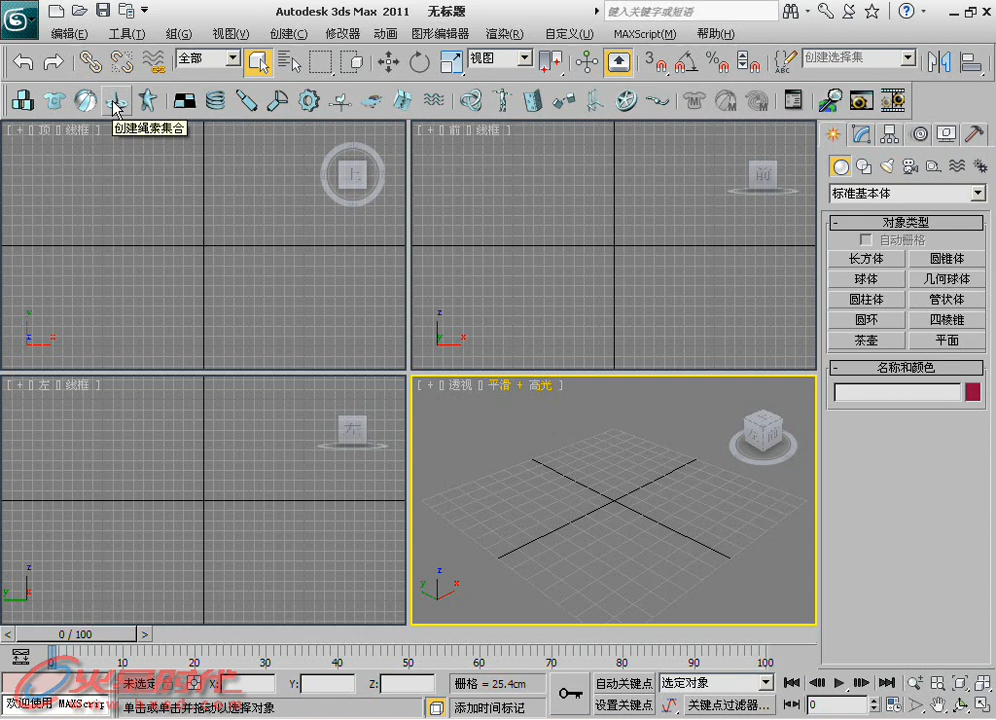 Autodesk 3ds Max 2011 无标题
键入关键字或短语
编辑(E) 工具(T) 组(G) 视图(V) 创建(C) 修改器 动画 图形编辑器 渲染(R) 自定义(U) MAXScript(M) 帮助(H)
全部 视图 3 ABC 创建选择集
创建绳索集合
[ + [] 顶 [] 线框 ]
上
[ + [] 前 [] 线框 ]
前
标准基本体
- 对象类型
自动栅格
长方体 圆锥体
球体 几何球体
圆柱体 管状体
圆环 四棱锥
茶壶 平面
- 名称和颜色
z
x
[ + [] 左 [] 线框 ]
左
[ + [] 透视 [] 平滑 + 高光 ]
左 前
z
y
z
y x
< 0 / 100 >
0 10 20 30 40 50 60 70 80 90 100
未选定 X: Y: Z: 栅格 = 25.4cm 自动关键点 选定对象
欢迎使用 MAXScrip 单击或单击并拖动以选择对象 添加时间标记 设置关键点 关键点过滤器... 0
火星时代